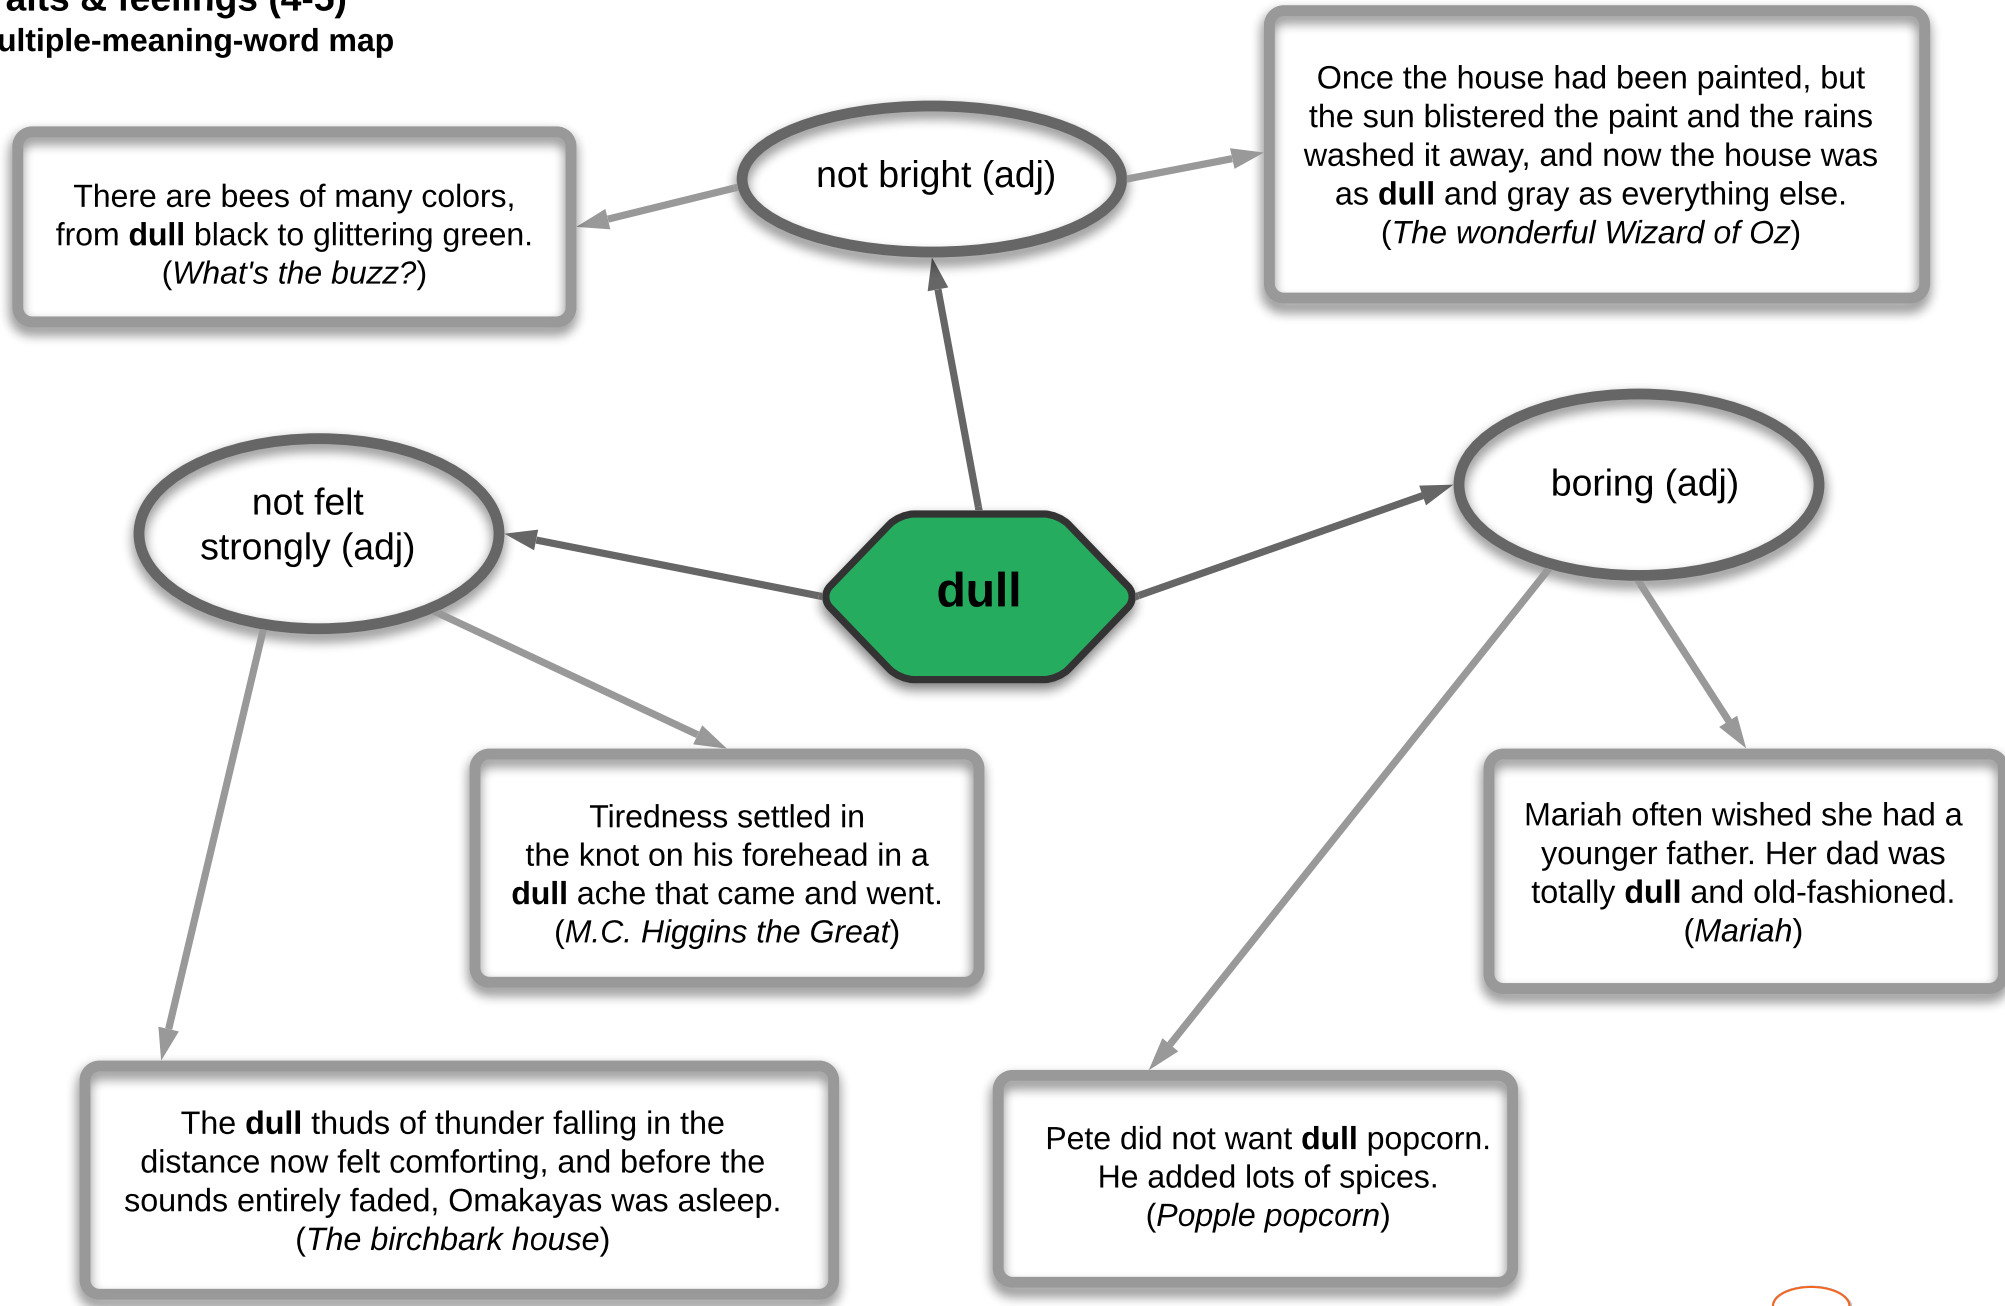 aits & feelings (4-5)
ultiple-meaning-word map
Once the house had been painted, but
the sun blistered the paint and the rains
washed it away, and now the house was
as dull and gray as everything else.
(The wonderful Wizard of Oz)
not bright (adj)
There are bees of many colors,
from dull black to glittering green.
(What's the buzz?)
boring (adj)
not felt
strongly (adj)
dull
Tiredness settled in
the knot on his forehead in a
dull ache that came and went.
(M.C. Higgins the Great)
Mariah often wished she had a
younger father. Her dad was
totally dull and old-fashioned.
(Mariah)
The dull thuds of thunder falling in the
distance now felt comforting, and before the
sounds entirely faded, Omakayas was asleep.
(The birchbark house)
Pete did not want dull popcorn.
He added lots of spices.
(Popple popcorn)